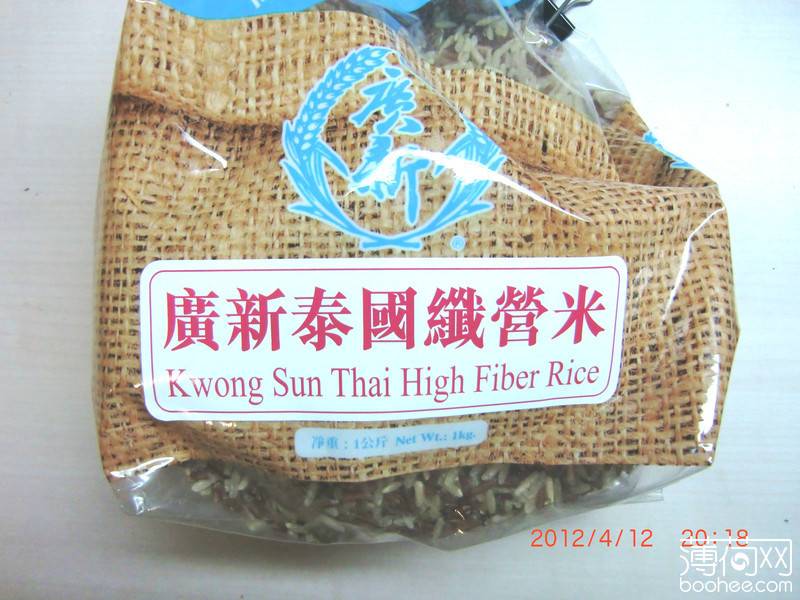 廣新
®
廣新泰國纖營米
Kwong Sun Thai High Fiber Rice
淨重：1公斤 Net Wt.: 1kg.
2012/4/12 20:18
薄荷网
boohee.com